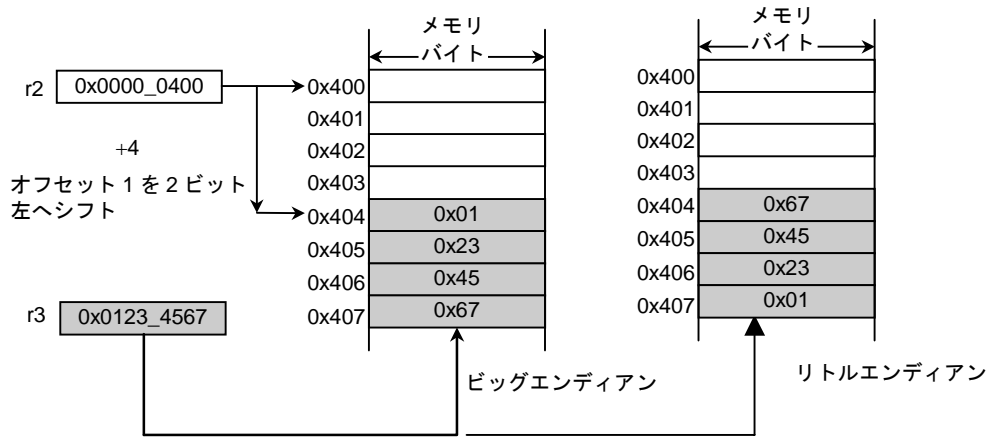 メモリ
バイト
r2
0x0000_0400
+4
オフセット 1 を 2 ビット
左へシフト
r3
0x0123_4567
0x400
0x401
0x402
0x403
0x404
0x01
0x405
0x23
0x406
0x45
0x407
0x67
ビッグエンディアン
メモリ
バイト
0x400
0x401
0x402
0x403
0x404
0x67
0x405
0x45
0x406
0x23
0x407
0x01
リトルエンディアン